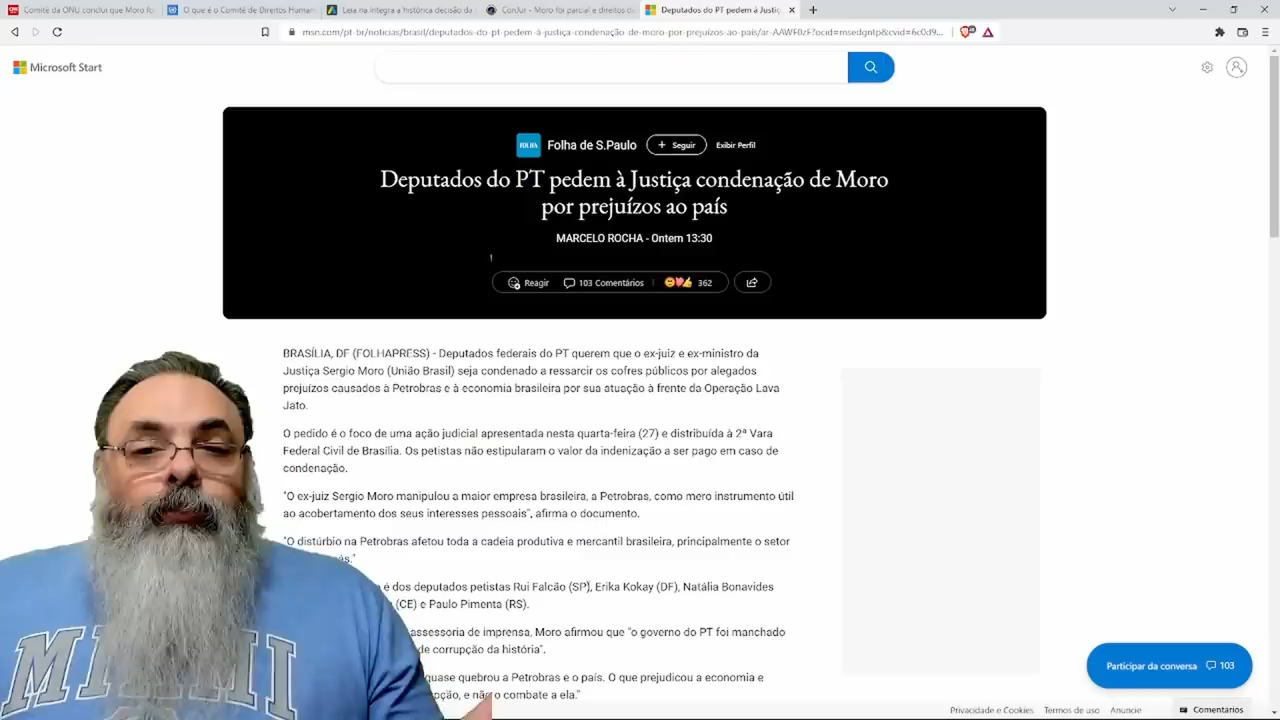 Comitê da ONU conclui que Moro fo
O que é o Comitê de Direitos Human
Leia na íntegra a histórica decisão da
ConJur - Moro foi parcial e direitos de
Deputados do PT pedem à Justiç
msn.com/pt-br/noticias/brasil/deputados-do-pt-pedem-à-justiça-condenação-de-moro-por-prejuízos-ao-país/ar-AAWF0zF?ocid=msedgntp&cvid=6c0d9...
Microsoft Start
FOLHA
Folha de S.Paulo
+ Seguir
Exibir Perfil
Deputados do PT pedem à Justiça condenação de Moro
por prejuízos ao país
MARCELO ROCHA - Ontem 13:30
Reagir
103 Comentários
362
BRASÍLIA, DF (FOLHAPRESS) - Deputados federais do PT querem que o ex-juiz e ex-ministro da
Justiça Sergio Moro (União Brasil) seja condenado a ressarcir os cofres públicos por alegados
prejuízos causados à Petrobras e à economia brasileira por sua atuação à frente da Operação Lava
Jato.
O pedido é o foco de uma ação judicial apresentada nesta quarta-feira (27) e distribuída à 2ª Vara
Federal Civil de Brasília. Os petistas não estipularam o valor da indenização a ser pago em caso de
condenação.
"O ex-juiz Sergio Moro manipulou a maior empresa brasileira, a Petrobras, como mero instrumento útil
ao acobertamento dos seus interesses pessoais", afirma o documento.
"O distúrbio na Petrobras afetou toda a cadeia produtiva e mercantil brasileira, principalmente o setor
é dos deputados petistas Rui Falcão (SP), Erika Kokay (DF), Natália Bonavides
(CE) e Paulo Pimenta (RS).
assessoria de imprensa, Moro afirmou que "o governo do PT foi manchado
de corrupção da história".
quase quebrou a Petrobras e o país. O que prejudicou a economia e
pção, e não o combate a ela."
Participar da conversa 103
Privacidade e Cookies
Termos de uso
Anuncie
Comentários